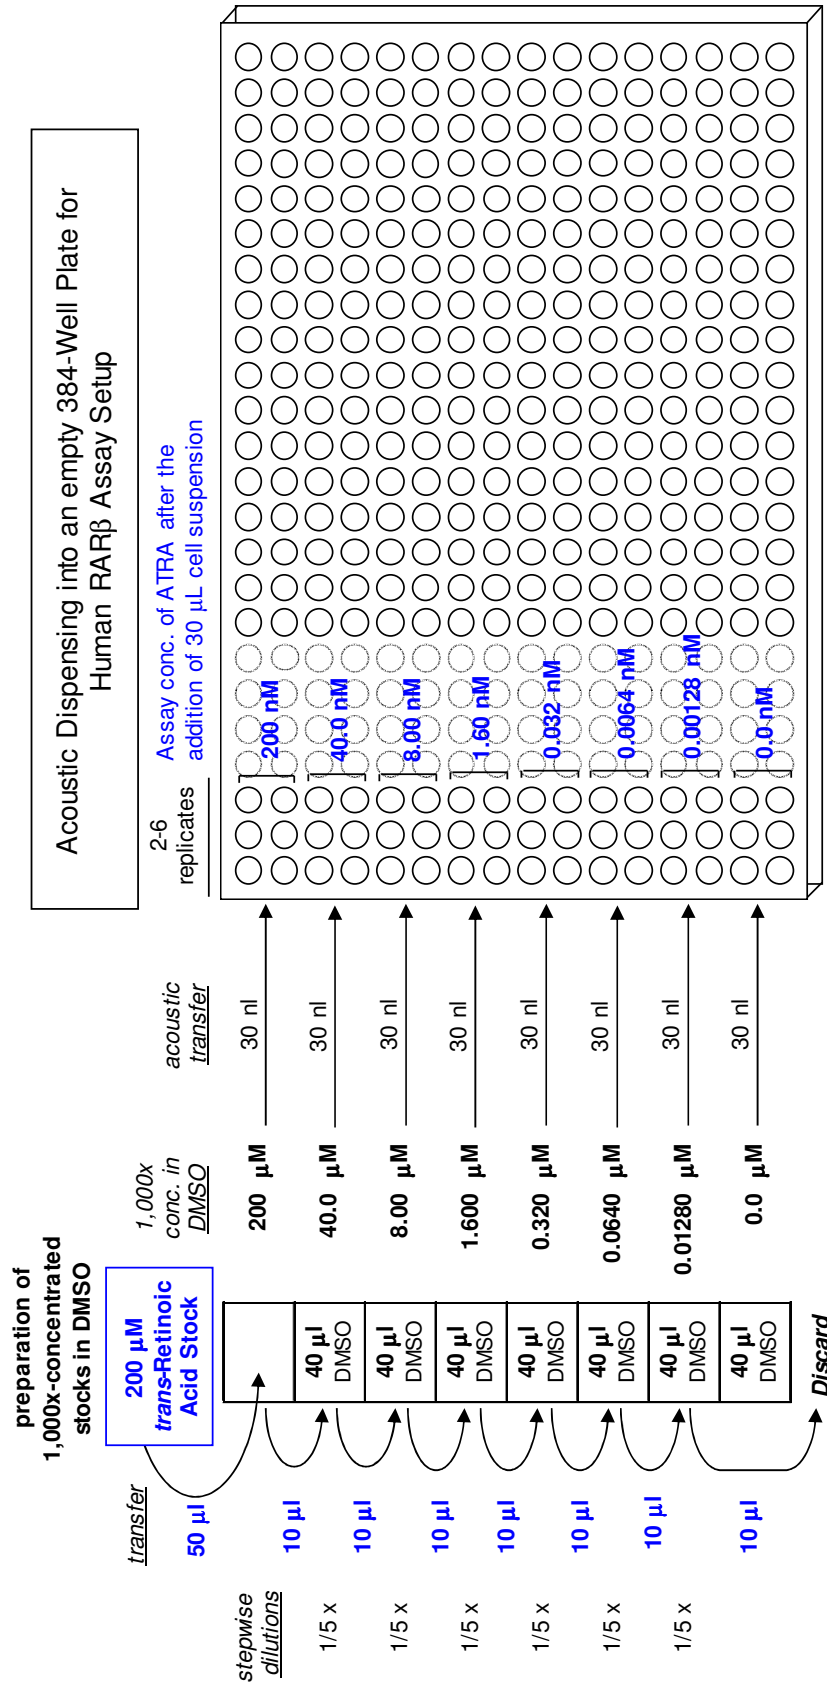 Acoustic Dispensing into an empty 384-Well Plate for
Human RARβ Assay Setup
preparation of
1,000x-concentrated
stocks in DMSO
200 µM
trans-Retinoic
Acid Stock
stepwise
dilutions
transfer
1,000x
conc. in
DMSO
acoustic
transfer
2-6
replicates
Assay conc. of ATRA after the
addition of 30 µL cell suspension
50 µl
200 µM
30 nl
200 nM
1/5 x
10 µl
40 µl
DMSO
40.0 µM
30 nl
40.0 nM
1/5 x
10 µl
40 µl
DMSO
8.00 µM
30 nl
8.00 nM
1/5 x
10 µl
40 µl
DMSO
1.600 µM
30 nl
1.60 nM
1/5 x
10 µl
40 µl
DMSO
0.320 µM
30 nl
0.032 nM
1/5 x
10 µl
40 µl
DMSO
0.0640 µM
30 nl
0.0064 nM
1/5 x
10 µl
40 µl
DMSO
0.01280 µM
30 nl
0.00128 nM
10 µl
40 µl
DMSO
0.0 µM
30 nl
0.0 nM
Discard